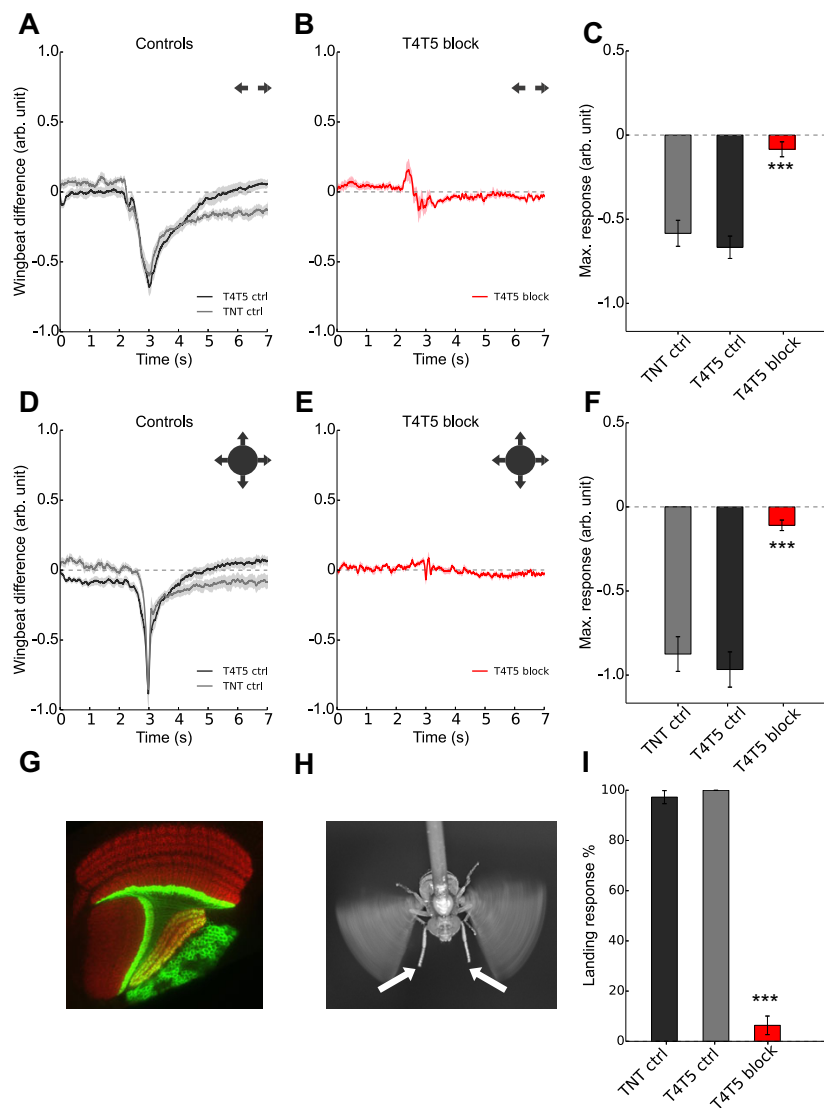 A
Controls
Wingbeat difference (arb. unit)
1.0
0.5
0
-0.5
-1.0
T4T5 ctrl
TNT ctrl
0 1 2 3 4 5 6 7
Time (s)
B
T4T5 block
1.0
0.5
0
-0.5
-1.0
T4T5 block
0 1 2 3 4 5 6 7
Time (s)
C
Max. response (arb. unit)
0.5
0
-0.5
-1.0
***
TNT ctrl
T4T5 ctrl
T4T5 block
D
Controls
Wingbeat difference (arb. unit)
1.0
0.5
0
-0.5
-1.0
T4T5 ctrl
TNT ctrl
0 1 2 3 4 5 6 7
Time (s)
E
T4T5 block
1.0
0.5
0
-0.5
-1.0
T4T5 block
0 1 2 3 4 5 6 7
Time (s)
F
Max. response (arb. unit)
0.5
0
-0.5
-1.0
***
TNT ctrl
T4T5 ctrl
T4T5 block
G
H
I
Landing response %
100
80
60
40
20
0
***
TNT ctrl
T4T5 ctrl
T4T5 block